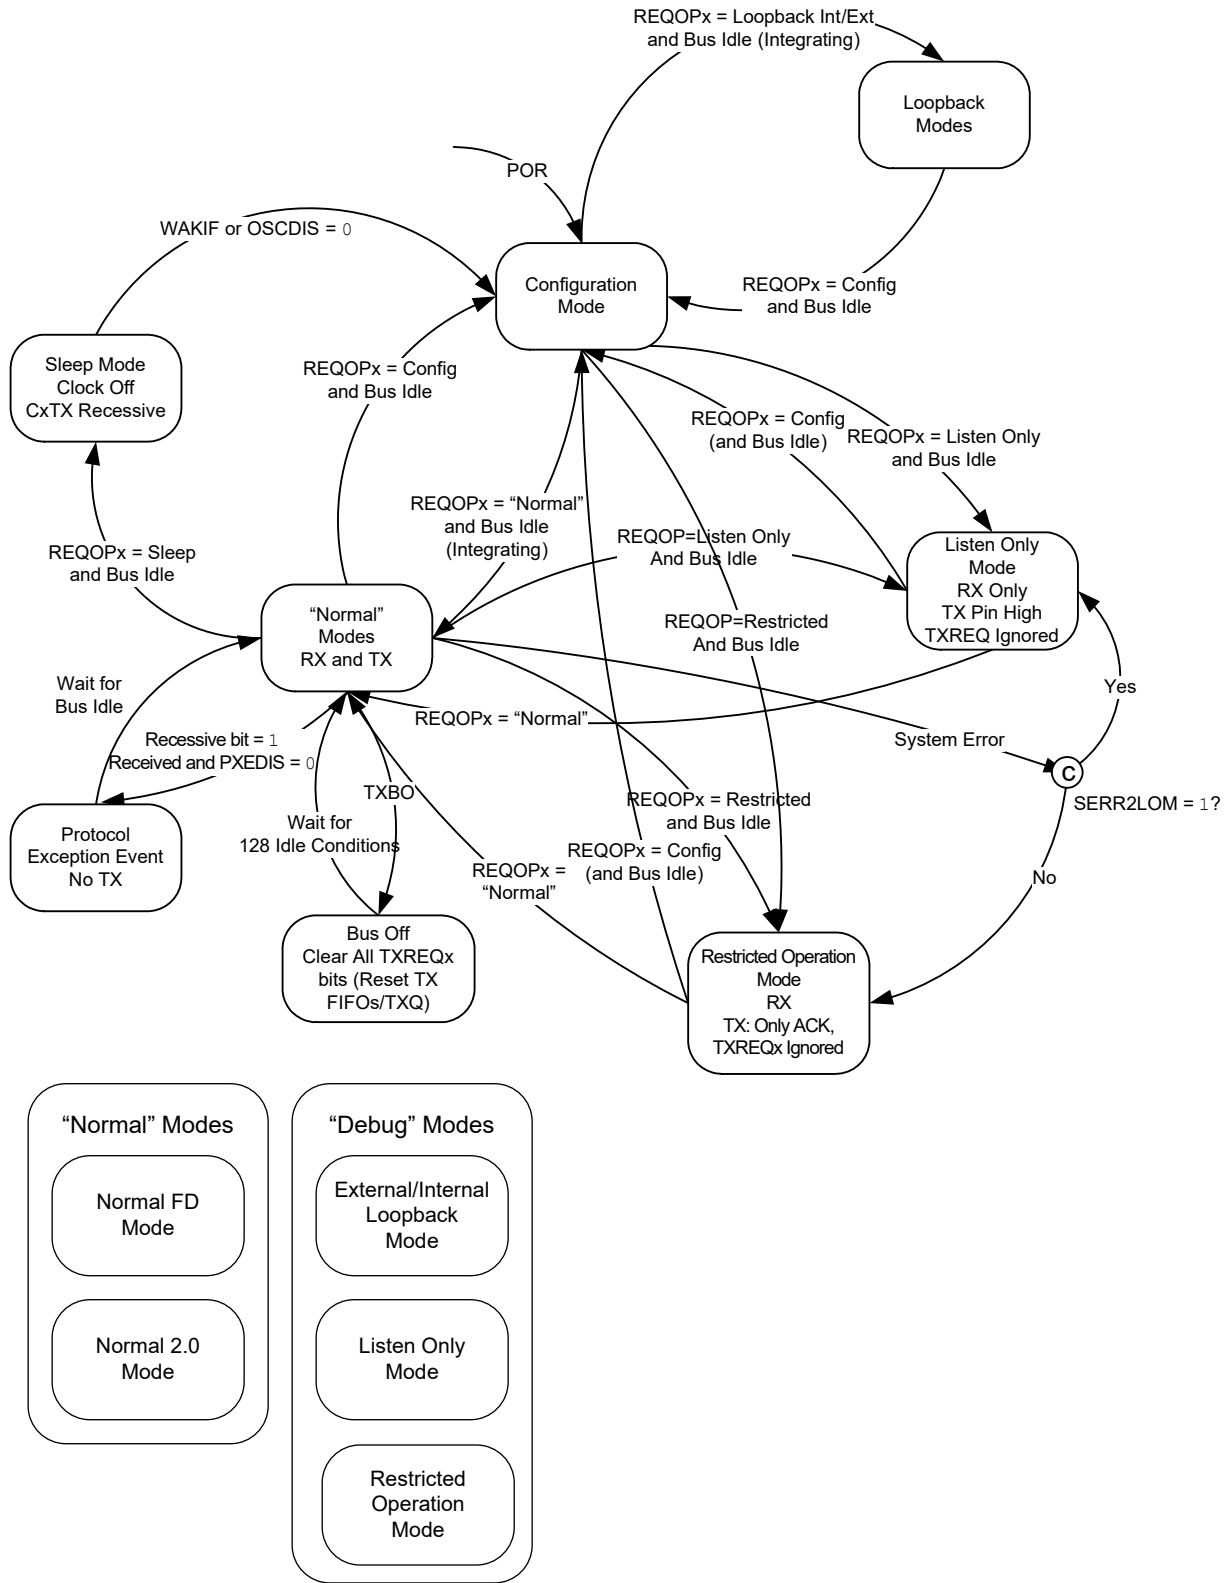 REQOPx = Loopback Int/Ext
and Bus Idle (Integrating)
Loopback
Modes
POR
WAKIF or OSCDIS = 0
Configuration
Mode
REQOPx = Config
and Bus Idle
Sleep Mode
Clock Off
CxTX Recessive
REQOPx = Config
and Bus Idle
REQOPx = Config
(and Bus Idle)
REQOPx = Listen Only
and Bus Idle
REQOPx = “Normal”
and Bus Idle
(Integrating)
REQOP=Listen Only
And Bus Idle
Listen Only
Mode
RX Only
TX Pin High
TXREQ Ignored
REQOPx = Sleep
and Bus Idle
“Normal”
Modes
RX and TX
REQOP=Restricted
And Bus Idle
Wait for
Bus Idle
Yes
REQOPx = “Normal”
System Error
Recessive bit = 1
Received and PXEDIS = 0
C
SERR2LOM = 1?
TXBO
REQOPx = Restricted
and Bus Idle
Wait for
128 Idle Conditions
Protocol
Exception Event
No TX
REQOPx = Config
(and Bus Idle)
REQOPx =
“Normal”
No
Bus Off
Clear All TXREQx
bits (Reset TX
FIFOs/TXQ)
Restricted Operation
Mode
RX
TX: Only ACK,
TXREQx Ignored
“Normal” Modes
Normal FD
Mode
Normal 2.0
Mode
“Debug” Modes
External/Internal
Loopback
Mode
Listen Only
Mode
Restricted
Operation
Mode